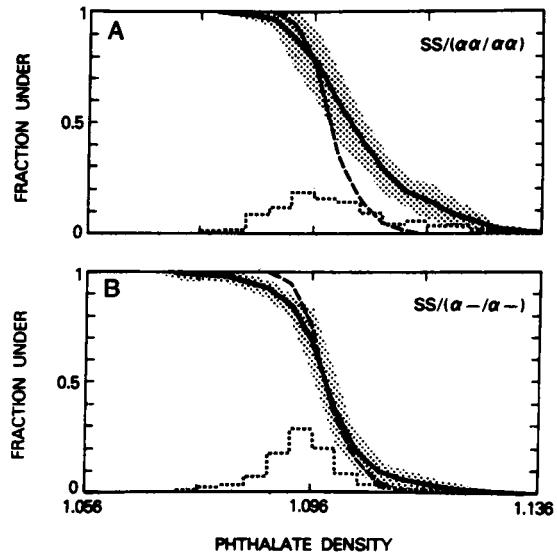 A
SS/(αα/αα)
FRACTION UNDER
1
0.5
0
B
SS/(α–/α–)
FRACTION UNDER
1
0.5
0
1.056
1.096
1.136
PHTHALATE DENSITY